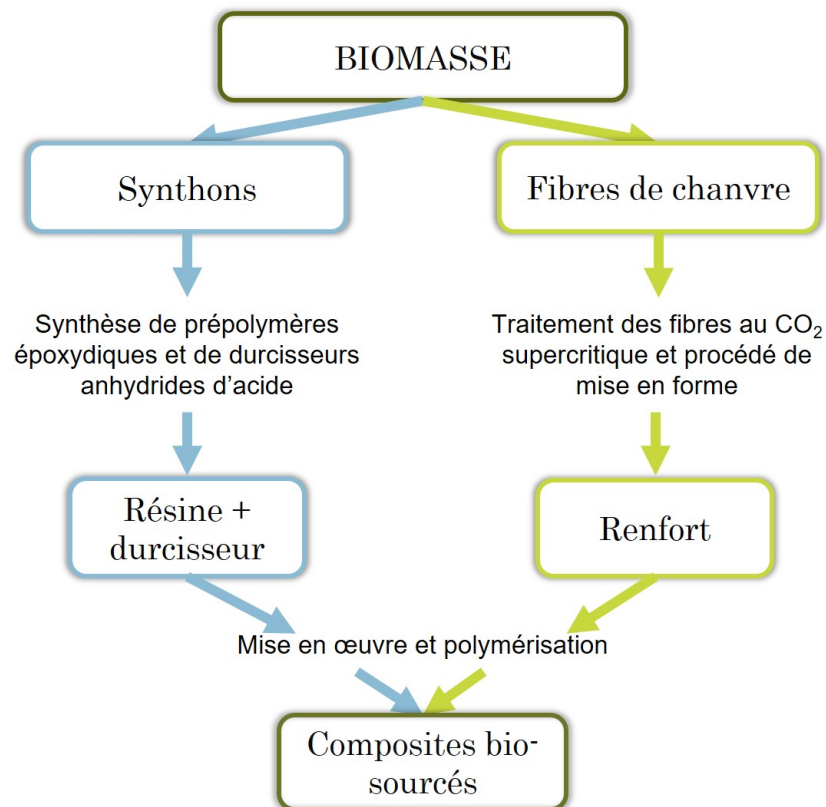 BIOMASSE
Synthons
Fibres de chanvre
Synthèse de prépolymères
époxydiques et de durcisseurs
anhydrides d'acide
Traitement des fibres au CO₂
supercritique et procédé de
mise en forme
Résine +
durcisseur
Renfort
Mise en œuvre et polymérisation
Composites bio-
sourcés